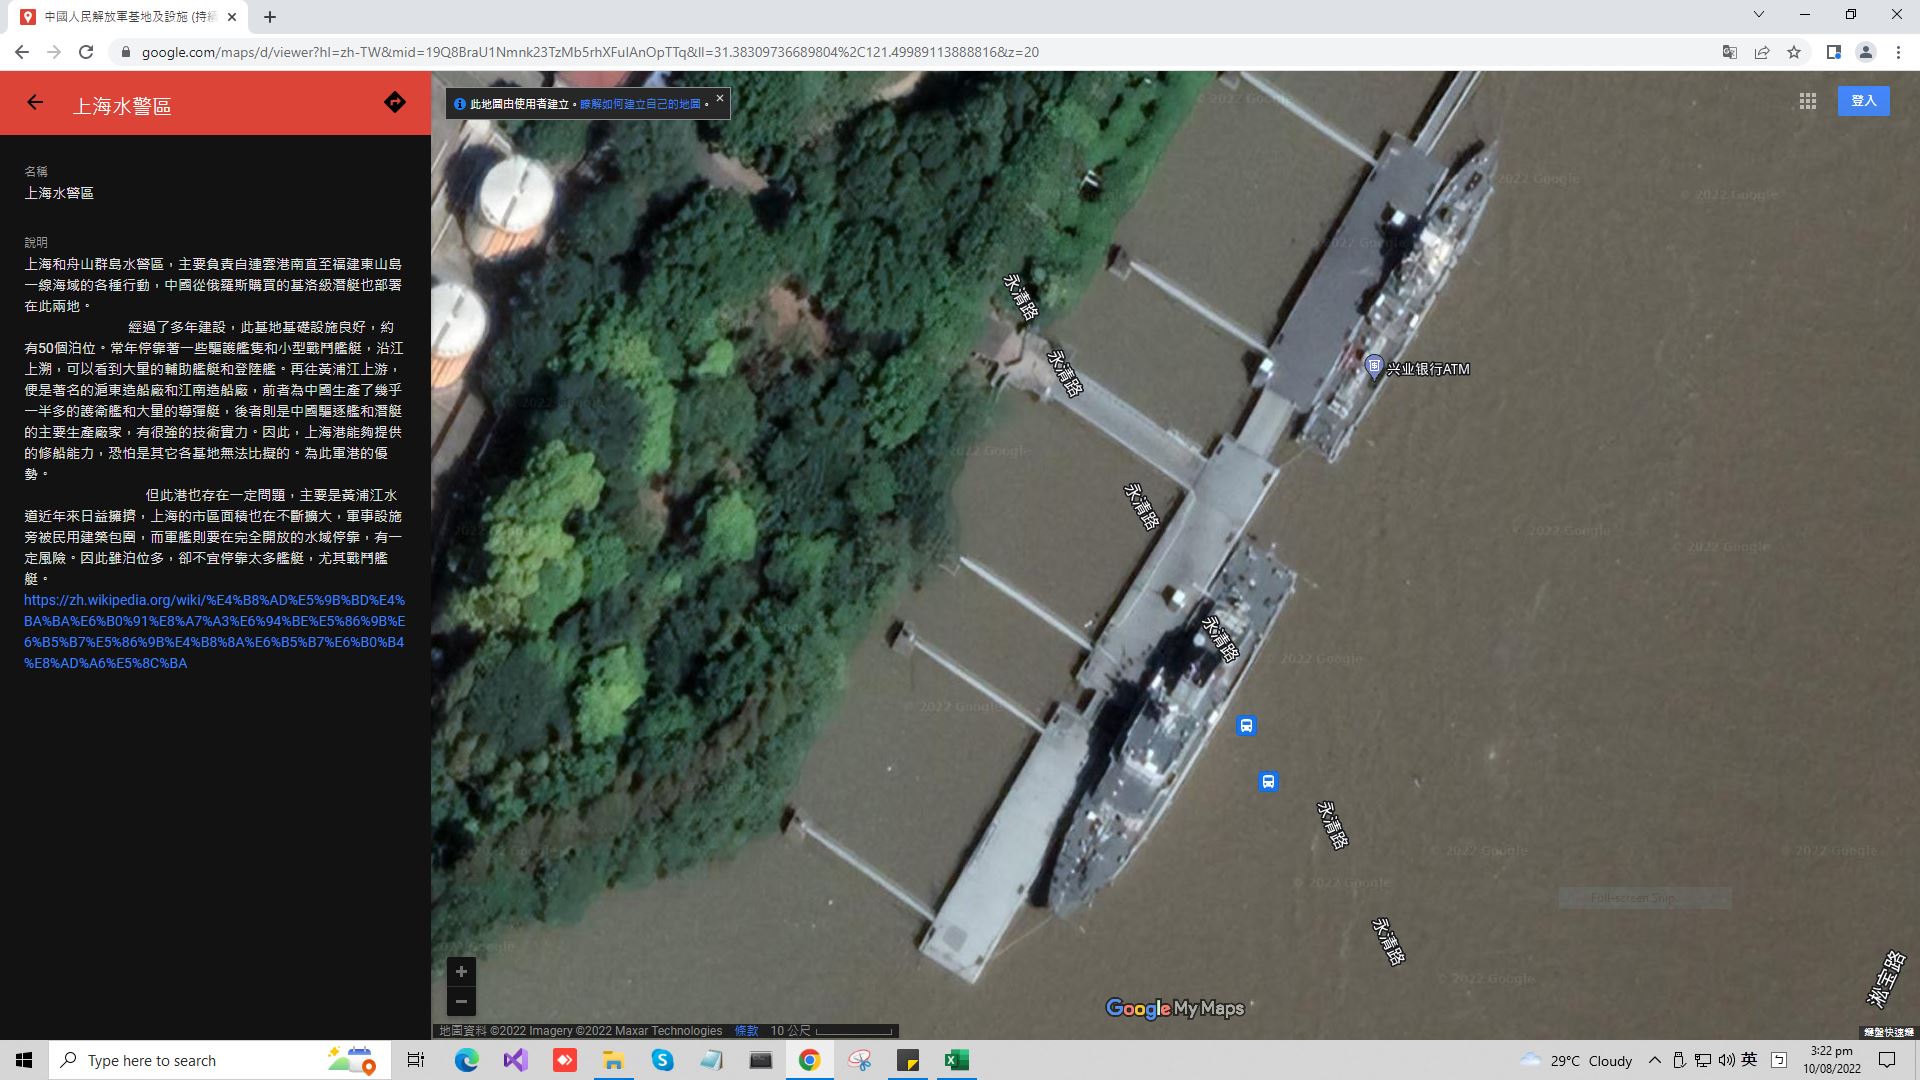 中國人民解放軍基地及設施 (持續
google.com/maps/d/viewer?hl=zh-TW&mid=19Q8BraU1Nmnk23TzMb5rhXFulAnOpTTq&ll=31.38309736689804%2C121.49989113888816&z=20
上海水警區
此地圖由使用者建立。瞭解如何建立自己的地圖。
登入
名稱
上海水警區
說明
上海和舟山群島水警區，主要負責自連雲港南直至福建東山島
一線海域的各種行動，中國從俄羅斯購買的基洛級潛艇也部署
在此兩地。
經過了多年建設，此基地基礎設施良好，約
有50個泊位。常年停靠著一些驅護艦隻和小型戰鬥艦艇，沿江
上溯，可以看到大量的輔助艦艇和登陸艦。再往黃浦江上游，
便是著名的滬東造船廠和江南造船廠，前者為中國生產了幾乎
一半多的護衛艦和大量的導彈艇，後者則是中國驅逐艦和潛艇
的主要生產廠家，有很強的技術實力。因此，上海港能夠提供
的修船能力，恐怕是其它各基地無法比擬的。為此軍港的優
勢。
但此港也存在一定問題，主要是黃浦江水
道近年來日益擁擠，上海的市區面積也在不斷擴大，軍事設施
旁被民用建築包圍，而軍艦則要在完全開放的水域停靠，有一
定風險。因此雖泊位多，卻不宜停靠太多艦艇，尤其戰鬥艦
艇。
https://zh.wikipedia.org/wiki/%E4%B8%AD%E5%9B%BD%E4%
BA%BA%E6%B0%91%E8%A7%A3%E6%94%BE%E5%86%9B%E
6%B5%B7%E5%86%9B%E4%B8%8A%E6%B5%B7%E6%B0%B4
%E8%AD%A6%E5%8C%BA
永清路
永清路
兴业银行ATM
永清路
永清路
永清路
永清路
淞宝路
© 2022 Google
Full-screen Snip
Google My Maps
地圖資料 ©2022 Imagery ©2022 Maxar Technologies 條款 10 公尺
鍵盤快速鍵
Type here to search
29°C Cloudy
英
3:22 pm
10/08/2022